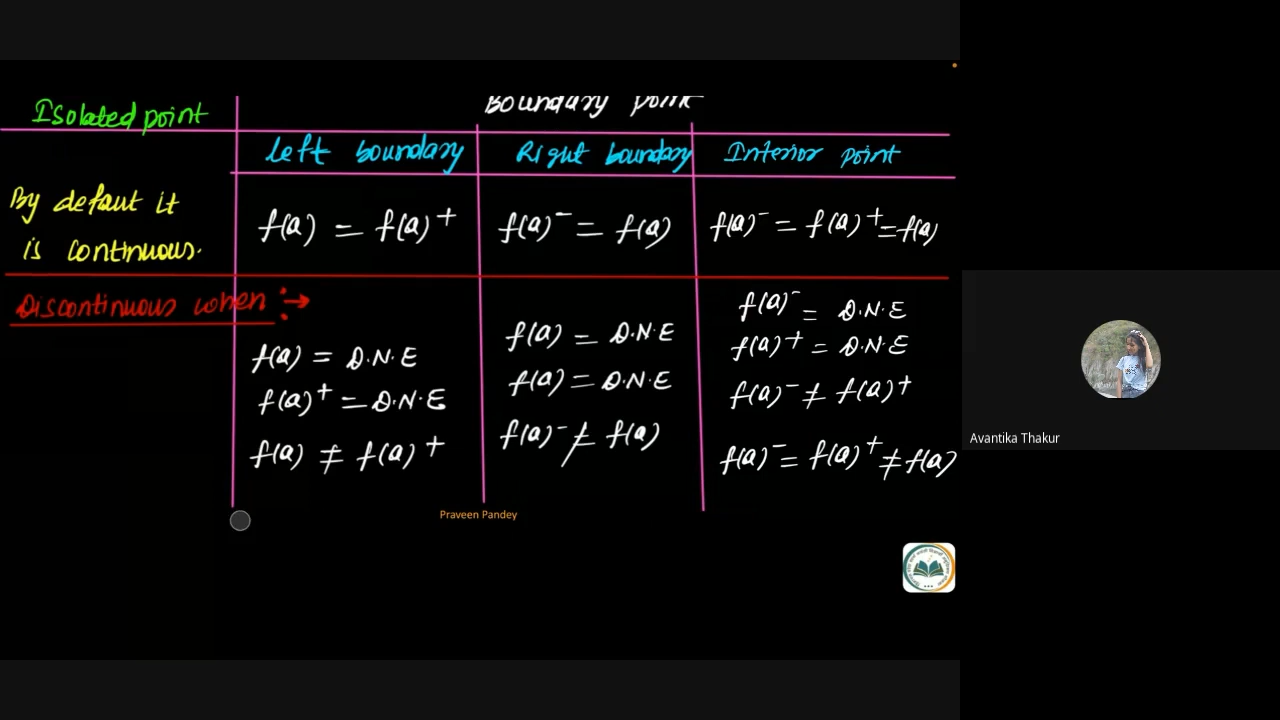 Boundary point
Isolated point
Left boundary
Right boundary
Interior point
By defaut it
is continuous.
f(a) = f(a)⁺
f(a)⁻ = f(a)
f(a)⁻ = f(a)⁺ = f(a)
Discontinuous when :→
f(a) = D.N.E
f(a)⁺ = D.N.E
f(a) ≠ f(a)⁺
f(a) = D.N.E
f(a) = D.N.E
f(a)⁻ ≠ f(a)
f(a)⁻ = D.N.E
f(a)⁺ = D.N.E
f(a)⁻ ≠ f(a)⁺
f(a)⁻ = f(a)⁺ ≠ f(a)
Praveen Pandey
Avantika Thakur